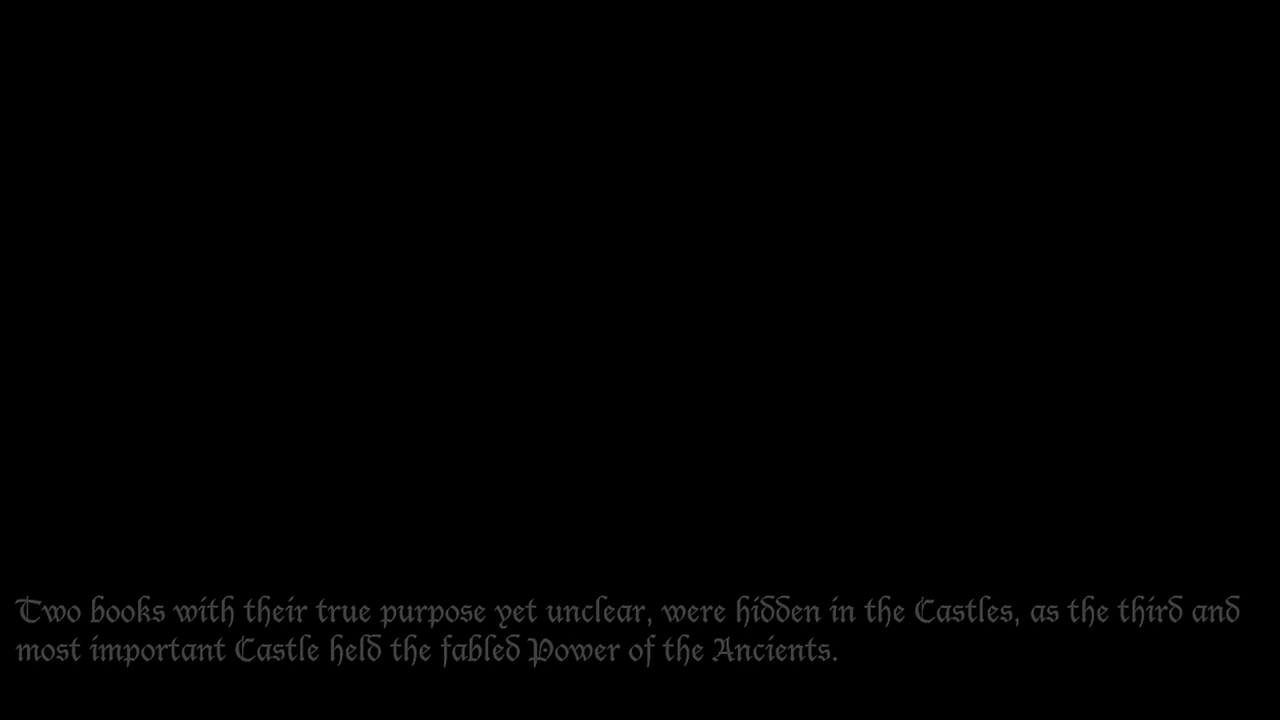 Two books with their true purpose yet unclear, were hidden in the Castles, as the third and
most important Castle held the fabled Power of the Ancients.